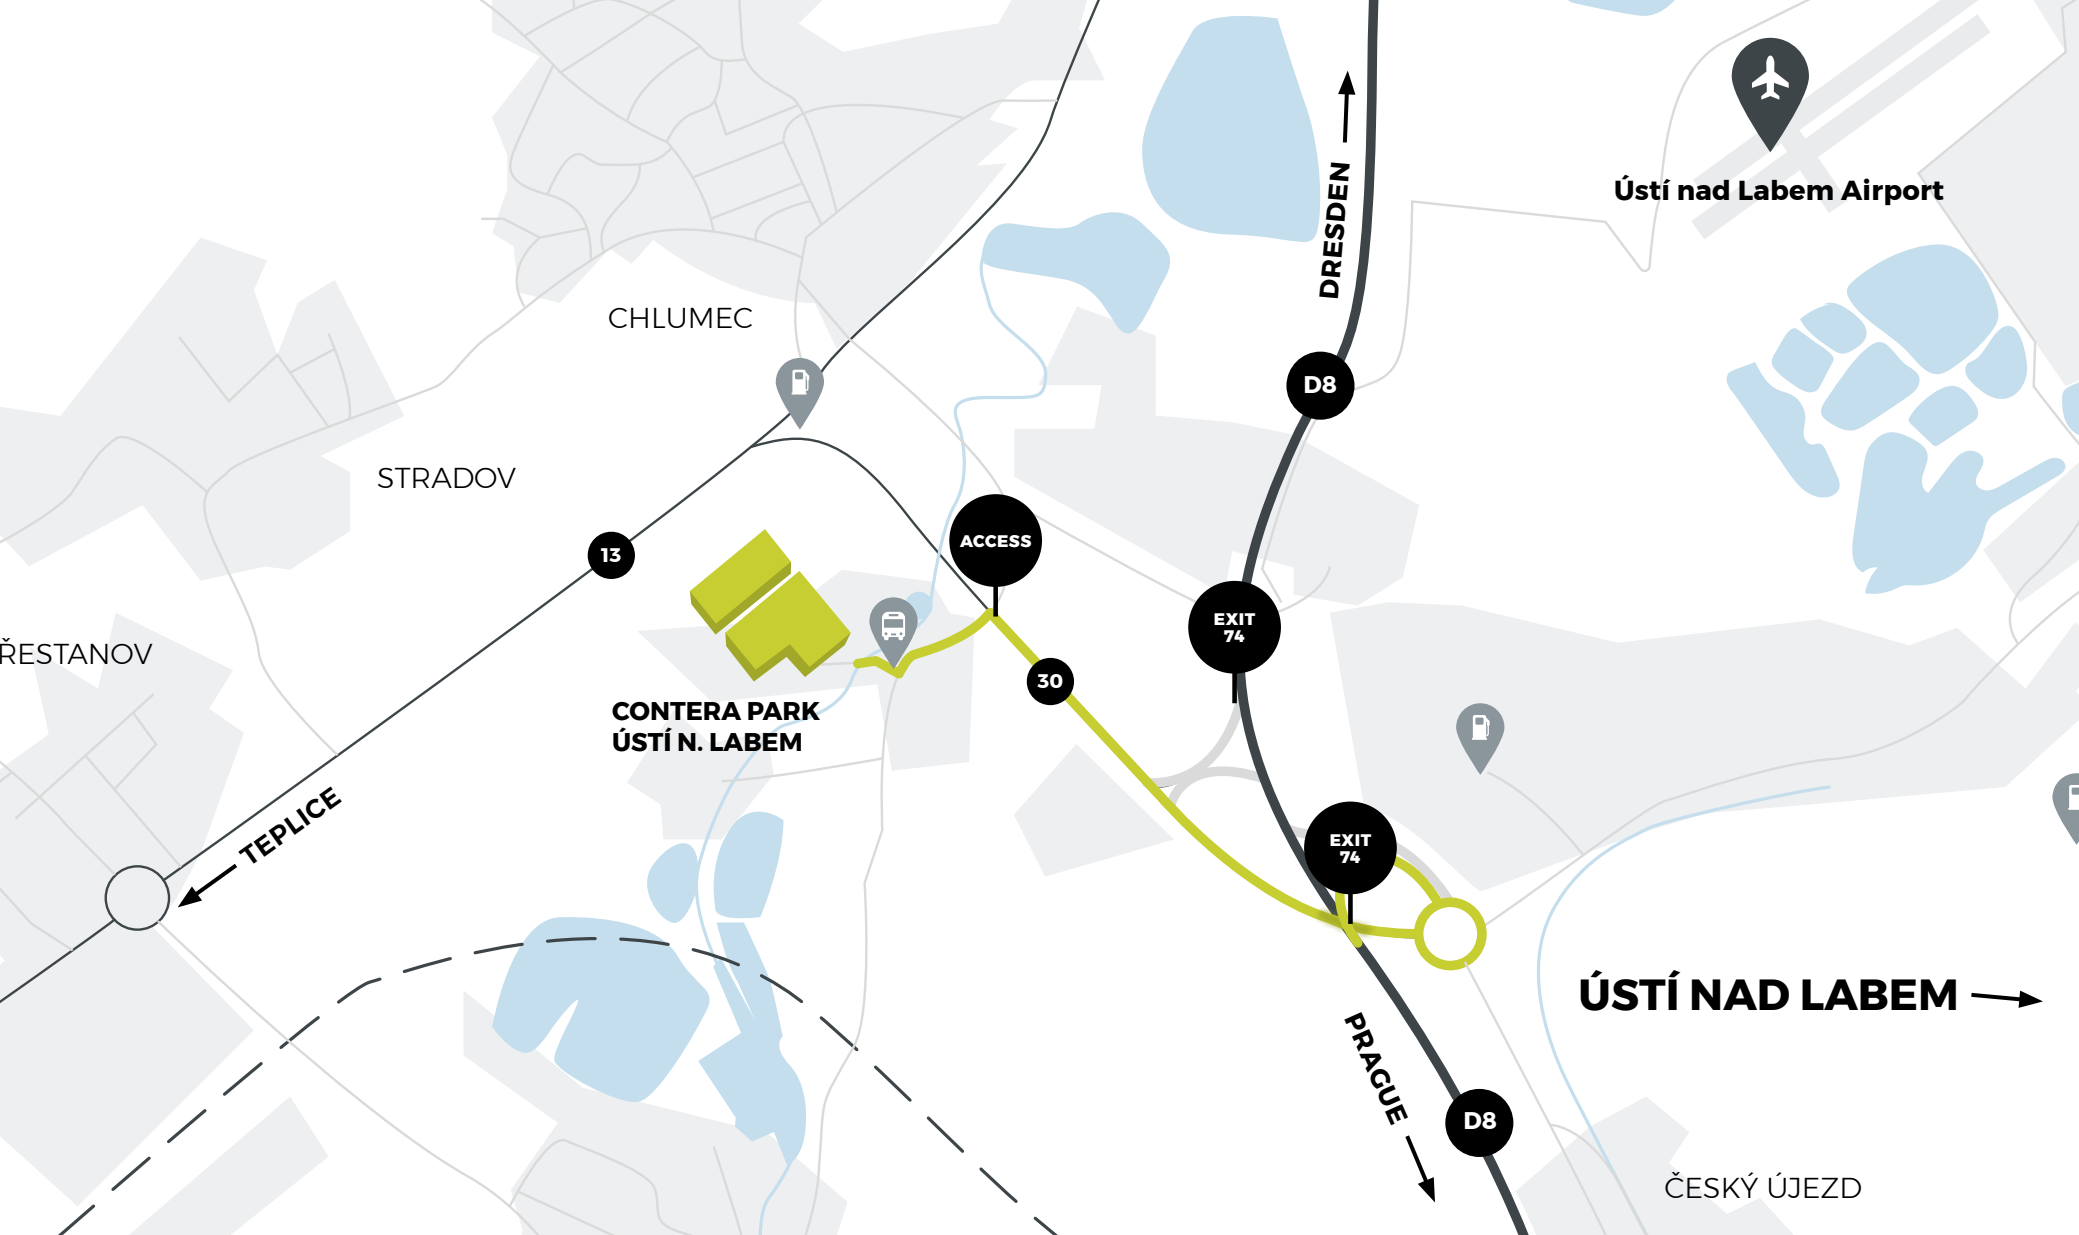 DRESDEN
Ústí nad Labem Airport
CHLUMEC
D8
STRADOV
ACCESS
13
EXIT
74
ŘESTANOV
30
CONTERA PARK
ÚSTÍ N. LABEM
TEPLICE
EXIT
74
ÚSTÍ NAD LABEM
PRAGUE
D8
ČESKÝ ÚJEZD